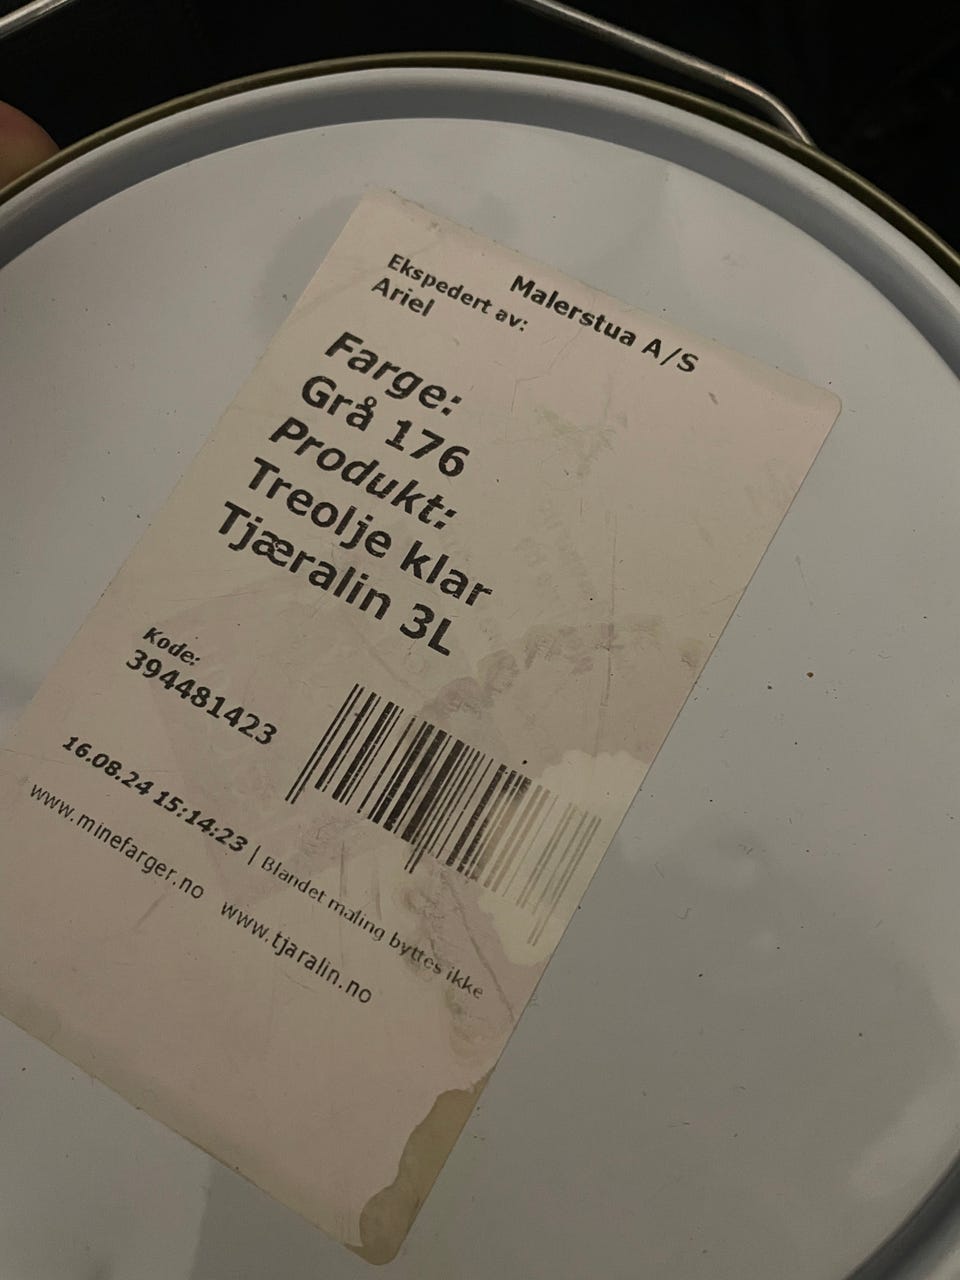 Malerstua A/S
Ekspedert av:
Ariel
Farge:
Grå 176
Produkt:
Treolje klar
Tjæralin 3L
Kode:
394481423
16.08.24 15:14:23 | Blandet maling byttes ikke
www.minefarger.no www.tjaralin.no